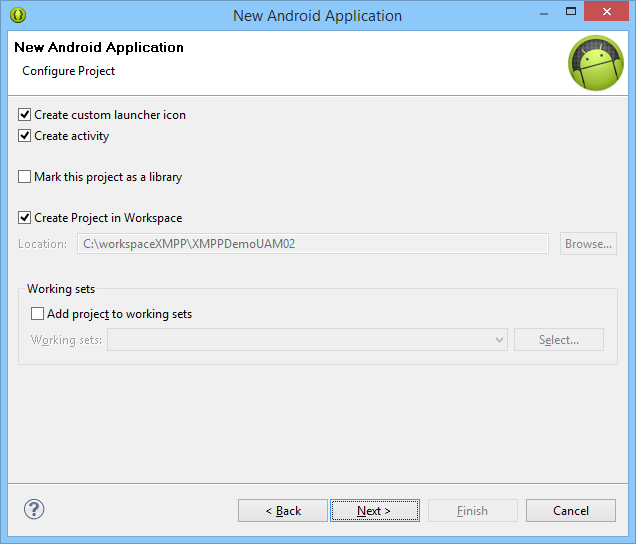 New Android Application
New Android Application
Configure Project
Create custom launcher icon
Create activity
Mark this project as a library
Create Project in Workspace
Location: C:\workspaceXMPP\XMPPDemoUAM02 Browse...
Working sets
Add project to working sets
Working sets: Select...
? < Back Next > Finish Cancel